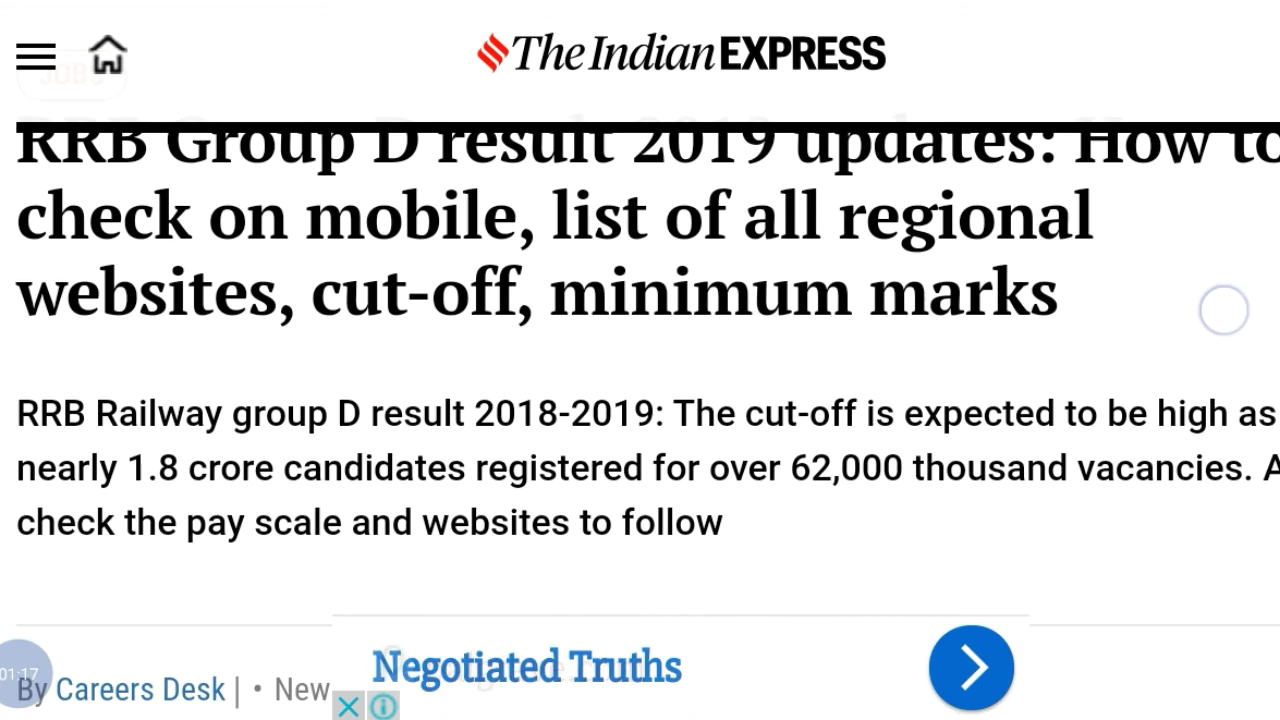 JOBS
The Indian EXPRESS
RRB Group D result 2019 updates: How to
check on mobile, list of all regional
websites, cut-off, minimum marks
RRB Railway group D result 2018-2019: The cut-off is expected to be high as
nearly 1.8 crore candidates registered for over 62,000 thousand vacancies. A
check the pay scale and websites to follow
Negotiated Truths
01:17
By Careers Desk | • New